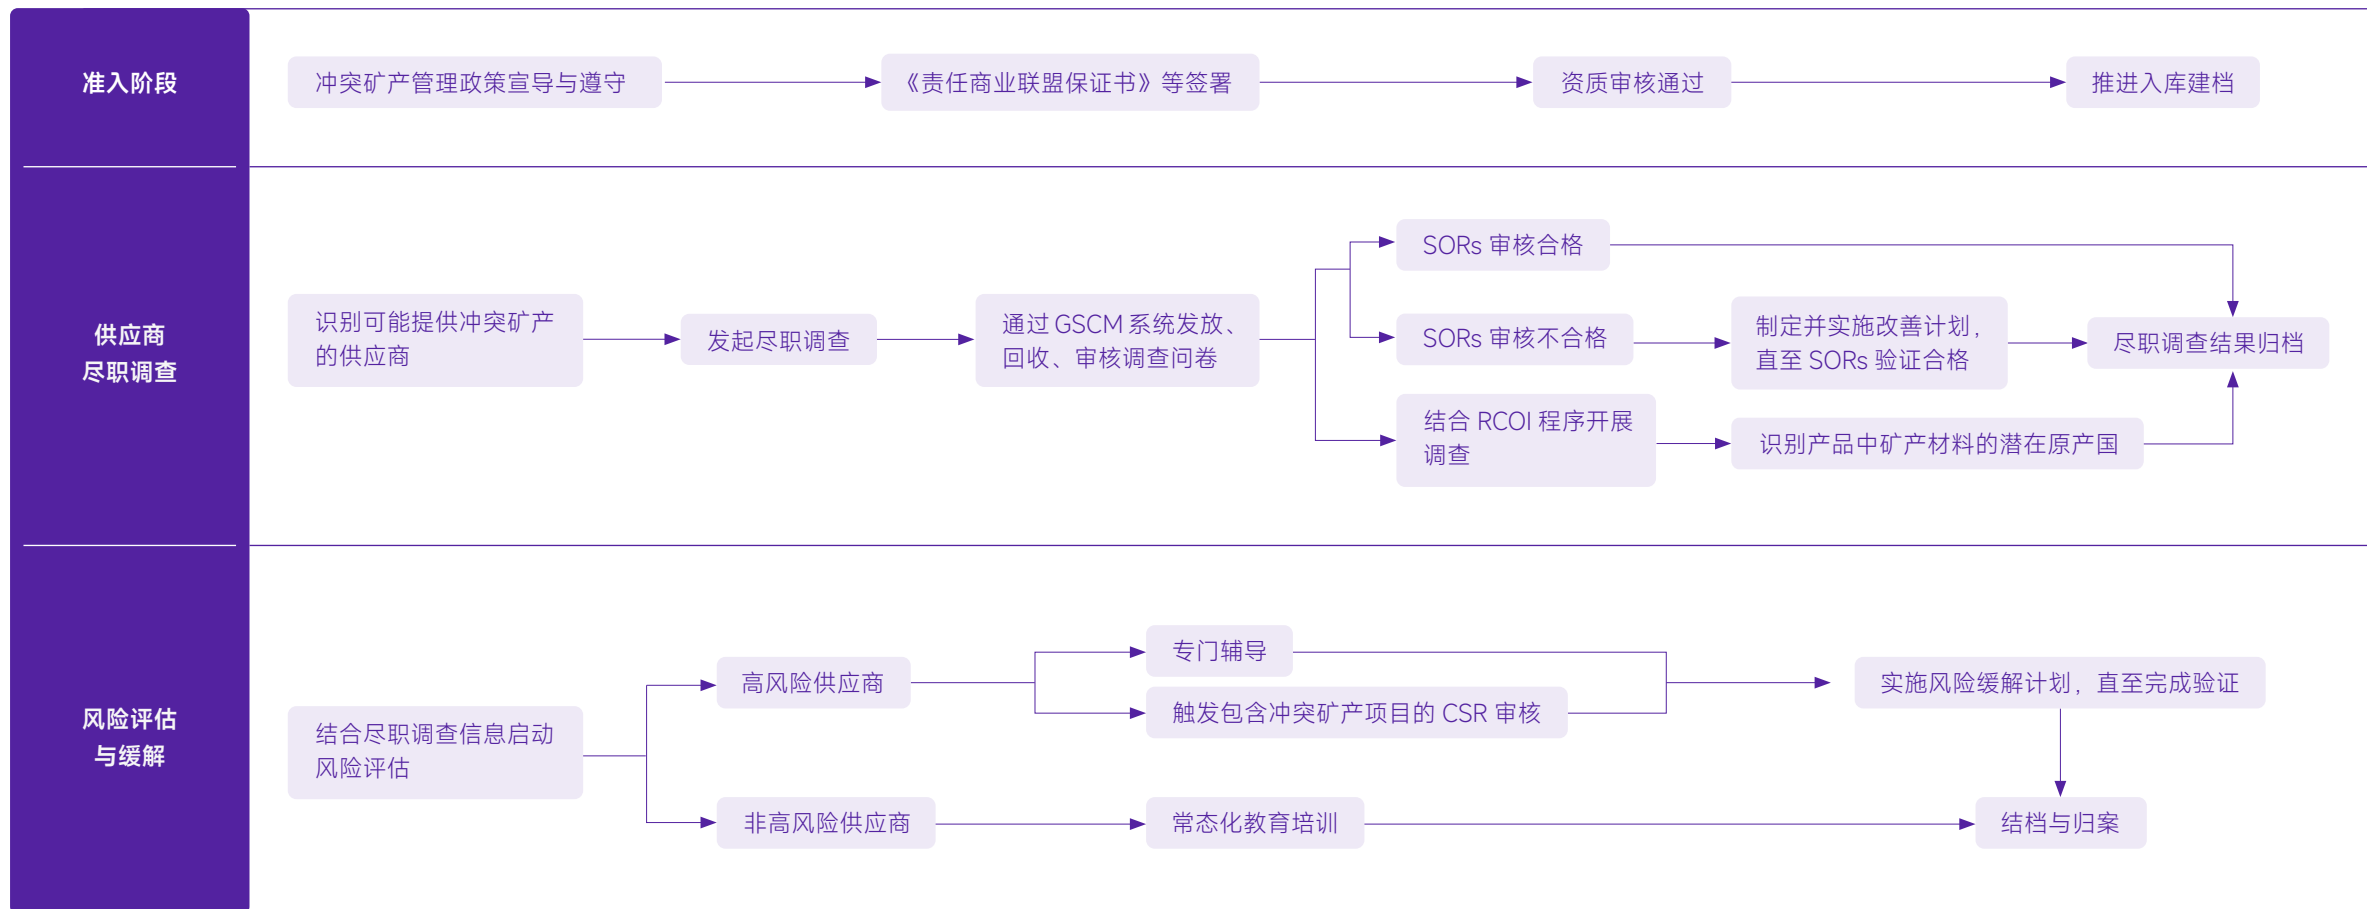 准入阶段
冲突矿产管理政策宣导与遵守
《责任商业联盟保证书》等签署
资质审核通过
推进入库建档
供应商
尽职调查
识别可能提供冲突矿产
的供应商
发起尽职调查
通过 GSCM 系统发放、
回收、审核调查问卷
SORs 审核合格
SORs 审核不合格
制定并实施改善计划，
直至 SORs 验证合格
尽职调查结果归档
结合 RCOI 程序开展
调查
识别产品中矿产材料的潜在原产国
风险评估
与缓解
结合尽职调查信息启动
风险评估
高风险供应商
专门辅导
触发包含冲突矿产项目的 CSR 审核
实施风险缓解计划，直至完成验证
非高风险供应商
常态化教育培训
结档与归案